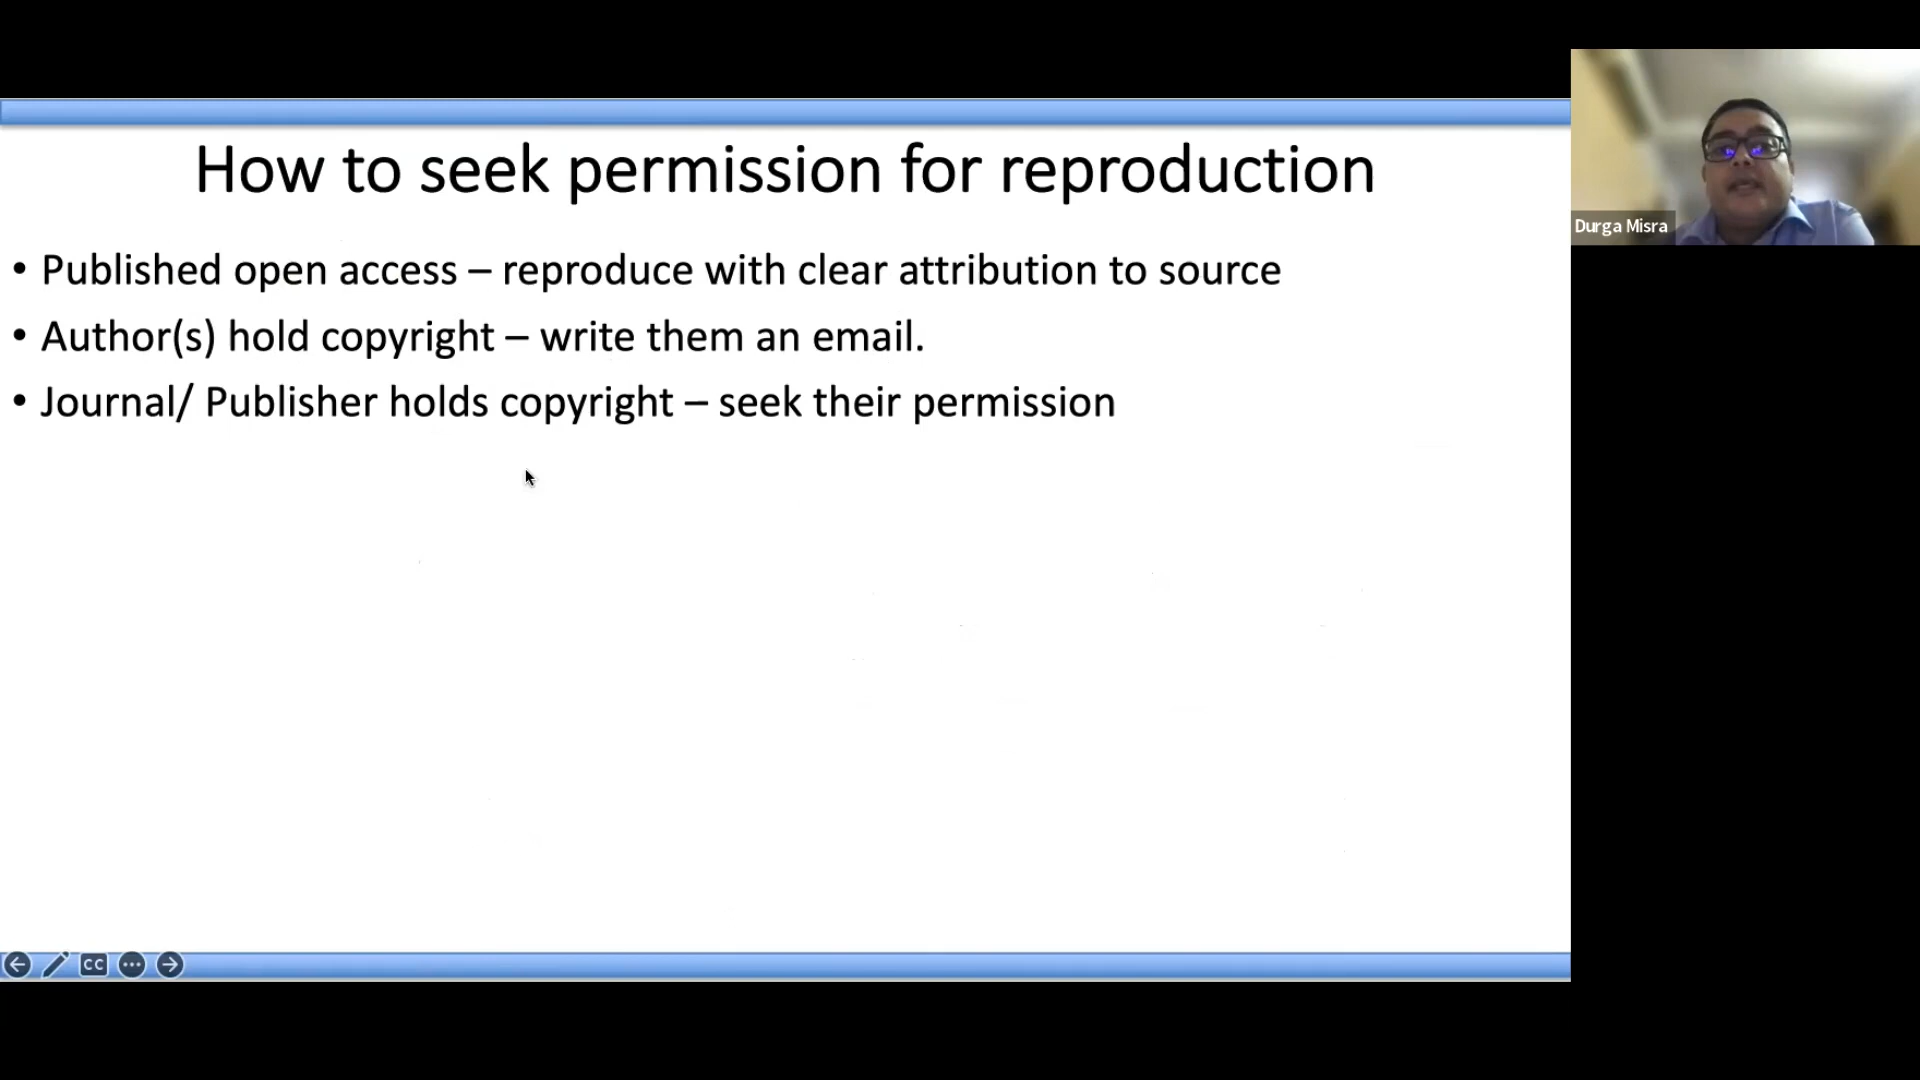 How to seek permission for reproduction
• Published open access – reproduce with clear attribution to source
• Author(s) hold copyright – write them an email.
• Journal/ Publisher holds copyright – seek their permission
Durga Misra
CC